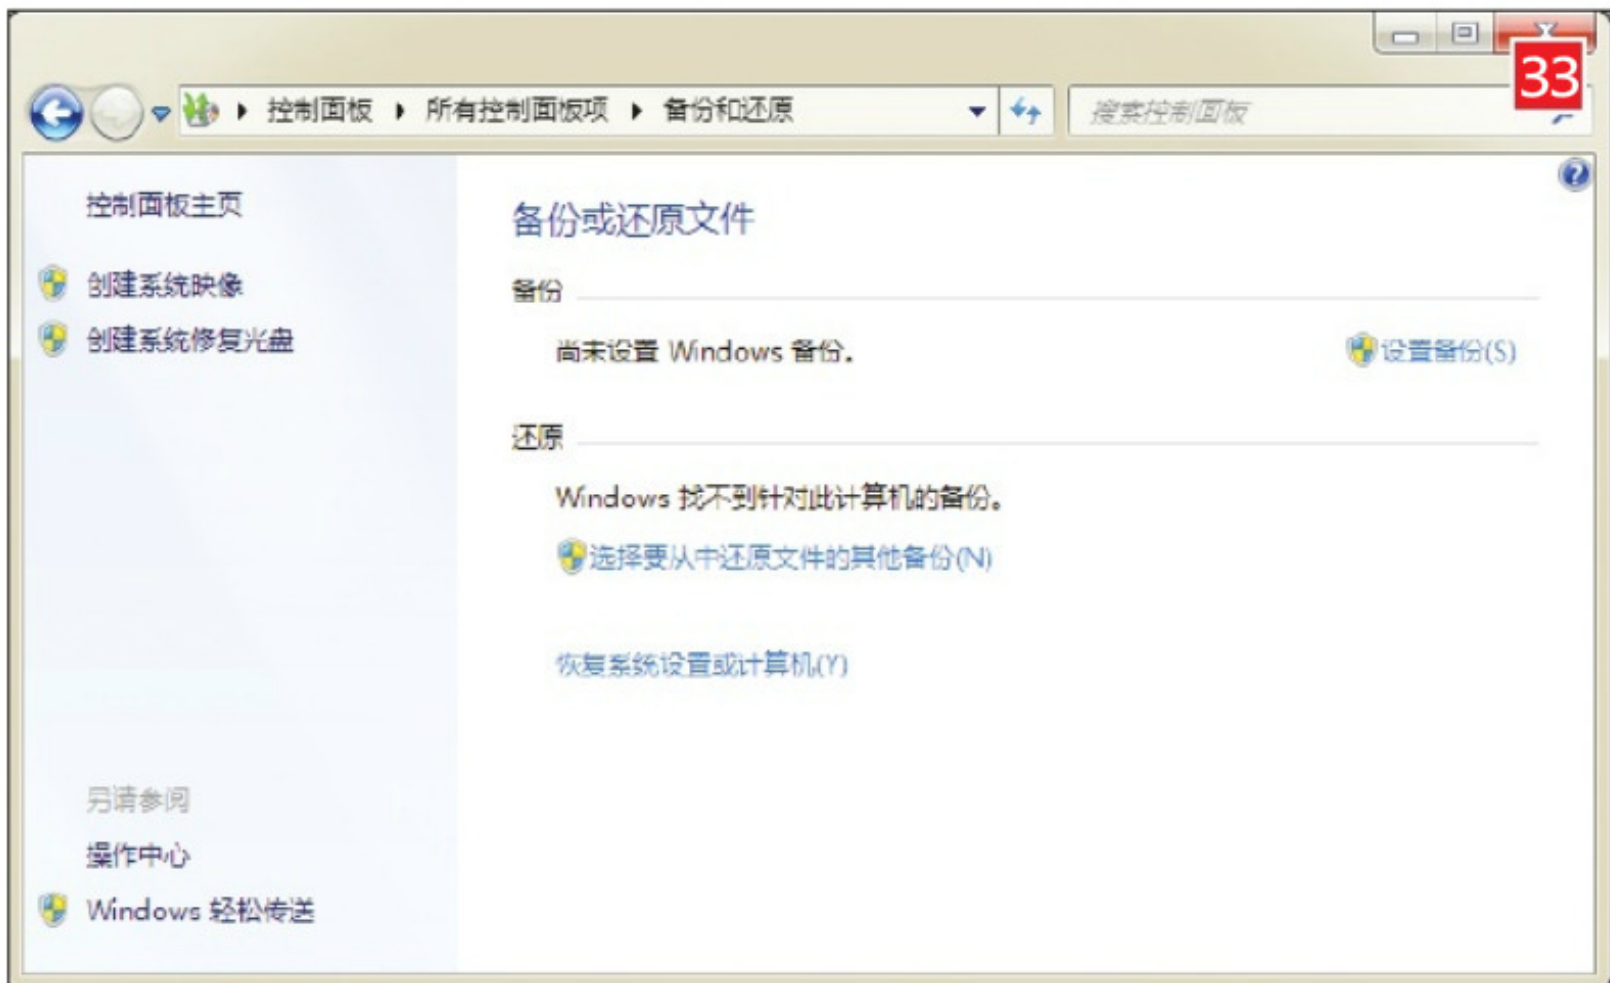 33
控制面板 所有控制面板项 备份和还原 搜索控制面板
控制面板主页
创建系统映像
创建系统修复光盘
备份或还原文件
备份
尚未设置 Windows 备份。
设置备份(S)
还原
Windows 找不到针对此计算机的备份。
选择要从中还原文件的其他备份(N)
恢复系统设置或计算机(Y)
另请参阅
操作中心
Windows 轻松传送